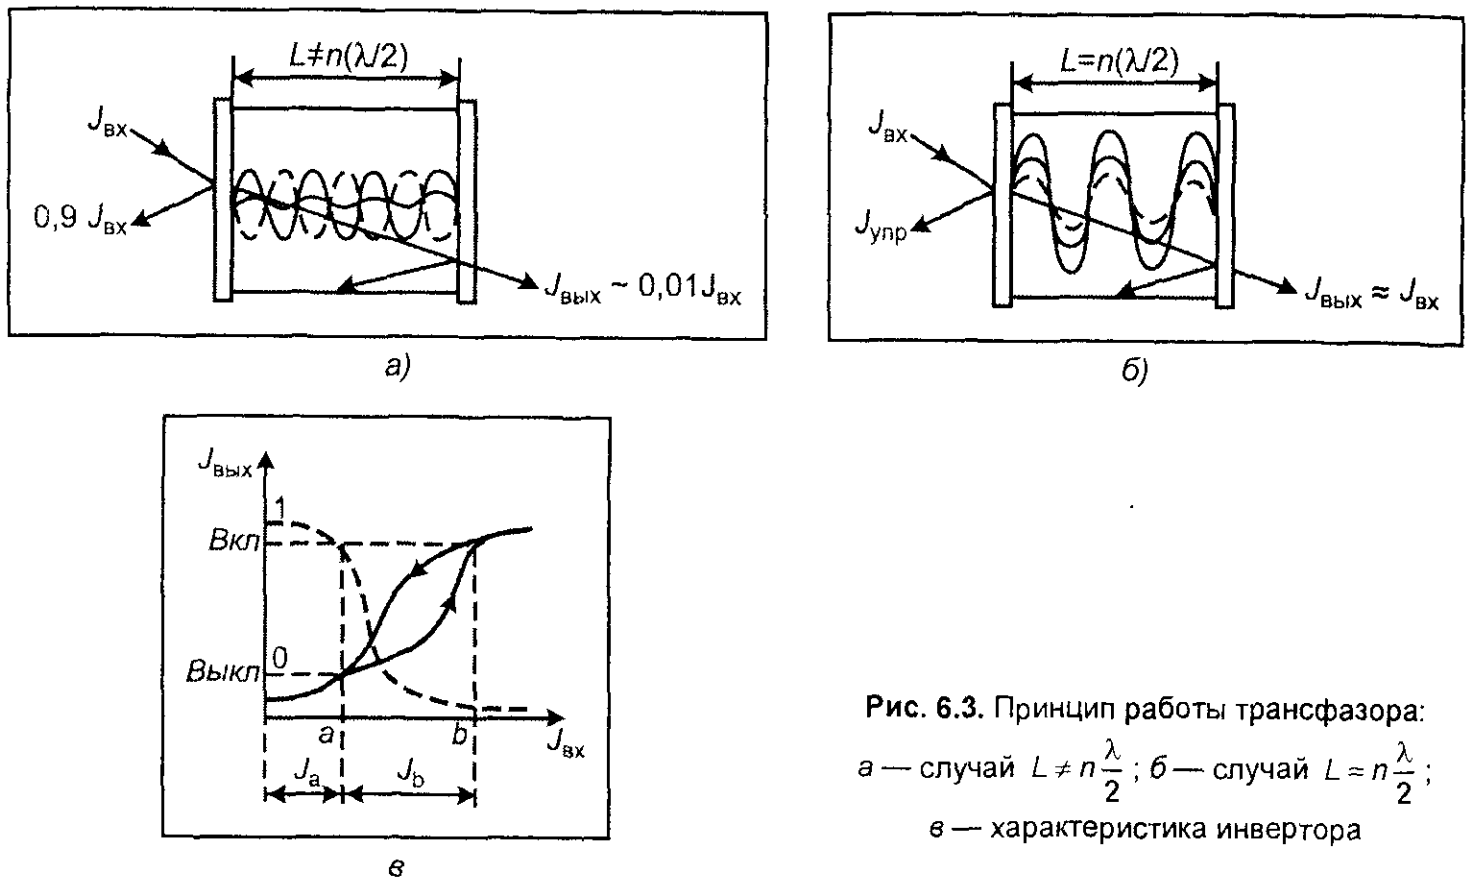 L≠n(λ/2)
Jвх
0,9 Jвх
Jвых ~ 0,01Jвх
а)
L=n(λ/2)
Jвх
Jупр
Jвых ≈ Jвх
б)
Jвых
1
Вкл
0
Выкл
a
b
Jвх
Ja
Jb
в
Рис. 6.3. Принцип работы трансфазора:
а — случай L ≠ n λ/2 ; б — случай L = n λ/2 ;
в — характеристика инвертора